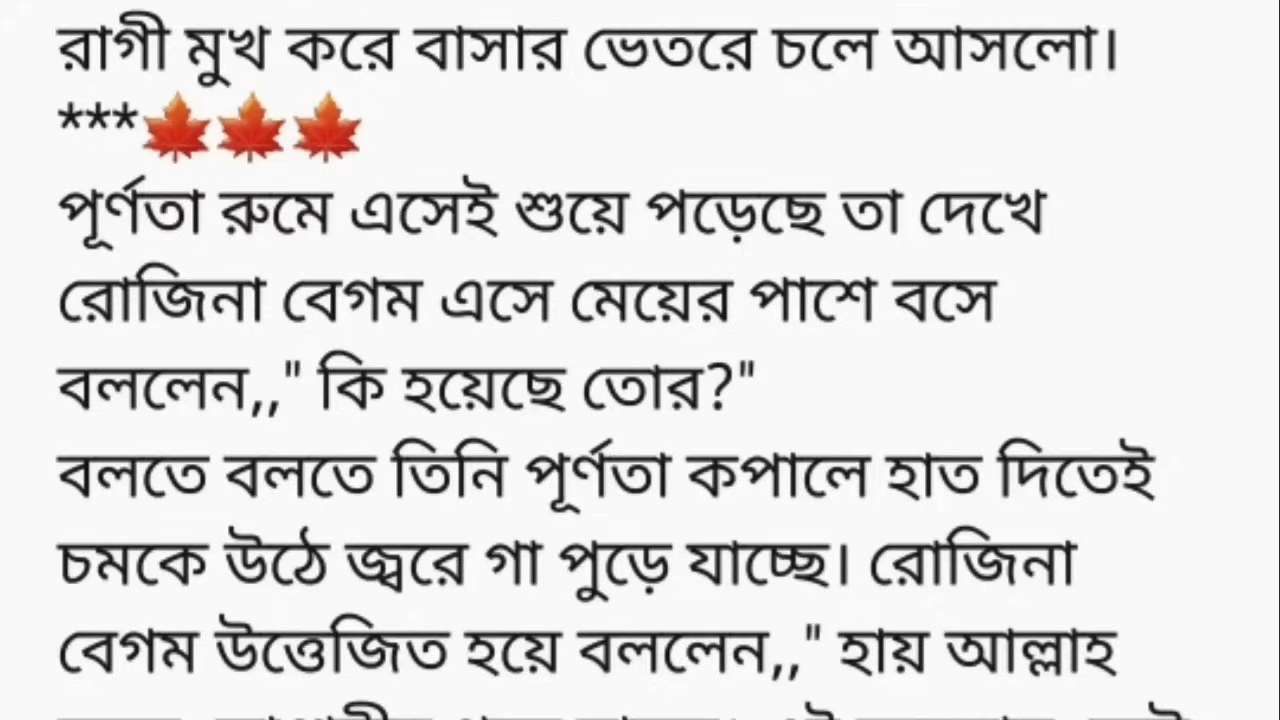 রাগী মুখ করে বাসার ভেতরে চলে আসলো।
***🍁🍁🍁
পূর্ণতা রুমে এসেই শুয়ে পড়েছে তা দেখে
রোজিনা বেগম এসে মেয়ের পাশে বসে
বললেন,," কি হয়েছে তোর?"
বলতে বলতে তিনি পূর্ণতা কপালে হাত দিতেই
চমকে উঠে জ্বরে গা পুড়ে যাচ্ছে। রোজিনা
বেগম উত্তেজিত হয়ে বললেন,," হায় আল্লাহ